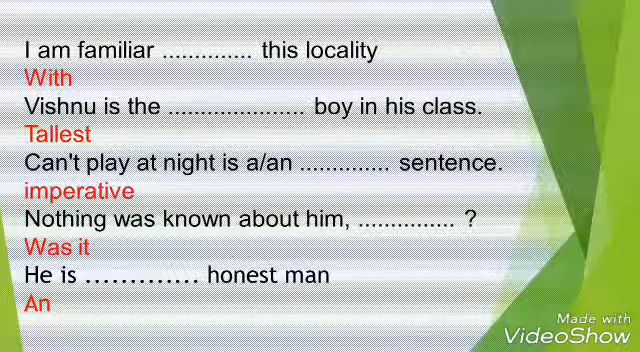 I am familiar .............. this locality
With
Vishnu is the ..................... boy in his class.
Tallest
Can't play at night is a/an .............. sentence.
imperative
Nothing was known about him, ............... ?
Was it
He is ............. honest man
An
Made with
VideoShow